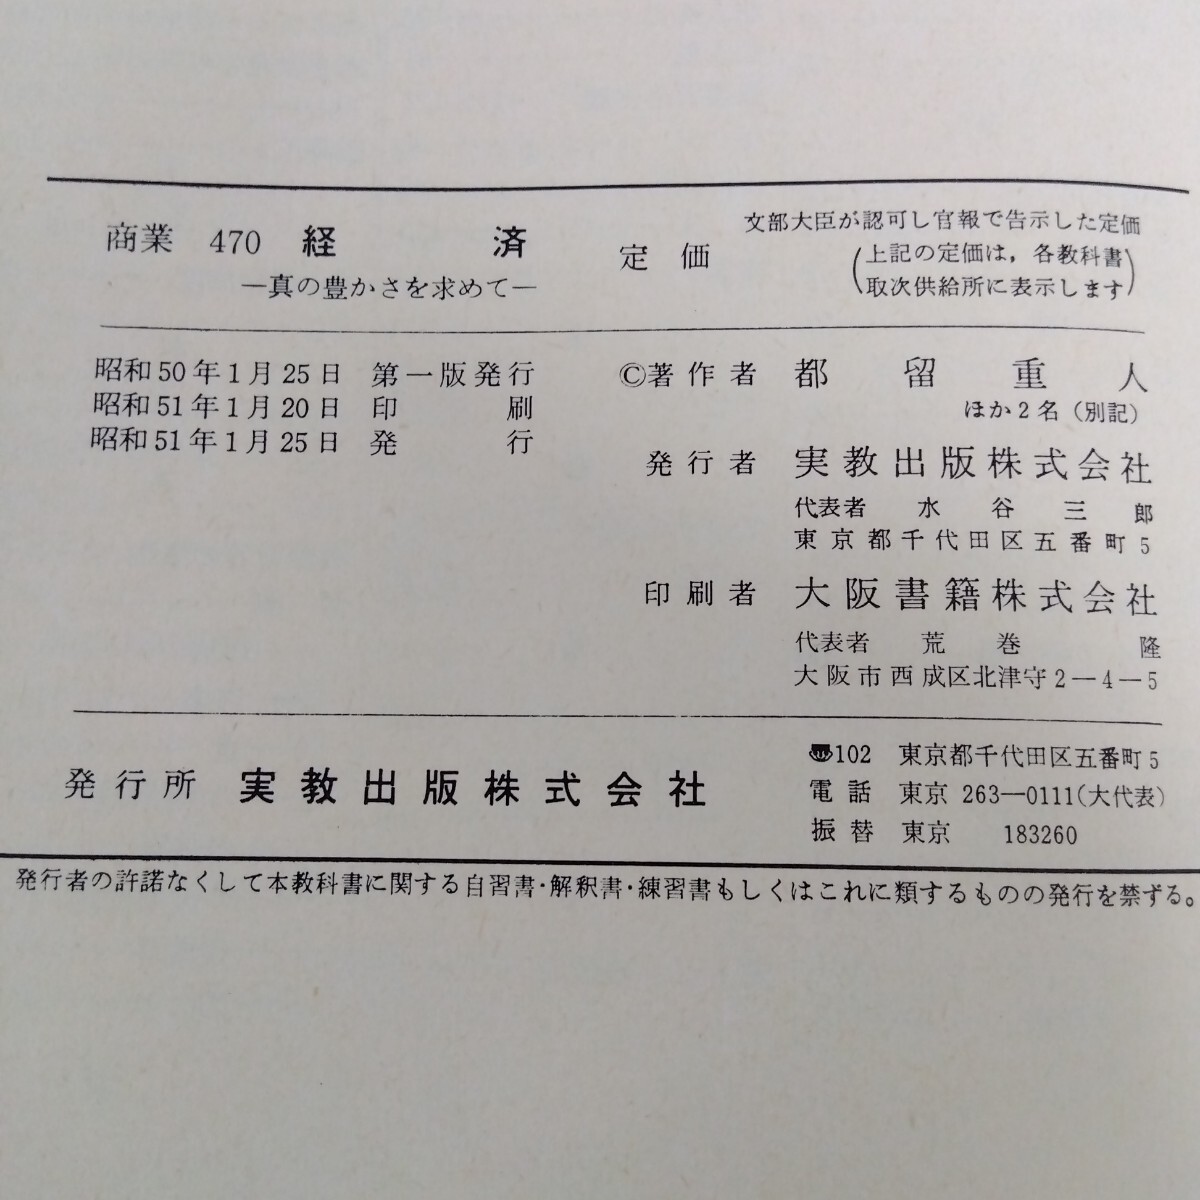 商業 470 経済 定価 文部大臣が認可し官報で告示した定価
(上記の定価は,各教科書
取次供給所に表示します)
―真の豊かさを求めて―
昭和50年1月25日 第一版発行
昭和51年1月20日 印刷
昭和51年1月25日 発行
©著作者 都留重人
ほか2名(別記)
発行者 実教出版株式会社
代表者 水谷三郎
東京都千代田区五番町5
印刷者 大阪書籍株式会社
代表者 荒巻隆
大阪市西成区北津守2―4―5
発行所 実教出版株式会社
〠102 東京都千代田区五番町5
電話 東京 263―0111(大代表)
振替 東京 183260
発行者の許諾なくして本教科書に関する自習書・解釈書・練習書もしくはこれに類するものの発行を禁ずる。